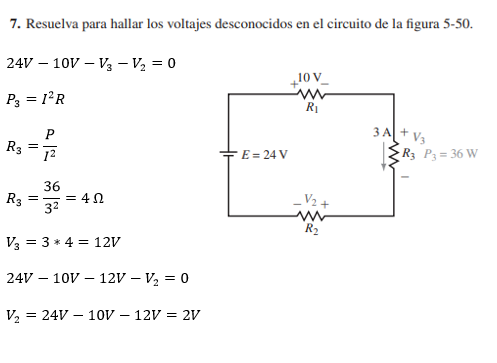 7. Resuelva para hallar los voltajes desconocidos en el circuito de la figura 5-50.
24V − 10V − V₃ − V₂ = 0
P₃ = I²R
R₃ = P / I²
R₃ = 36 / 3² = 4 Ω
V₃ = 3 * 4 = 12V
24V − 10V − 12V − V₂ = 0
V₂ = 24V − 10V − 12V = 2V
+ 10 V −
R₁
3 A + V₃
E = 24 V
R₃ P₃ = 36 W
−
− V₂ +
R₂